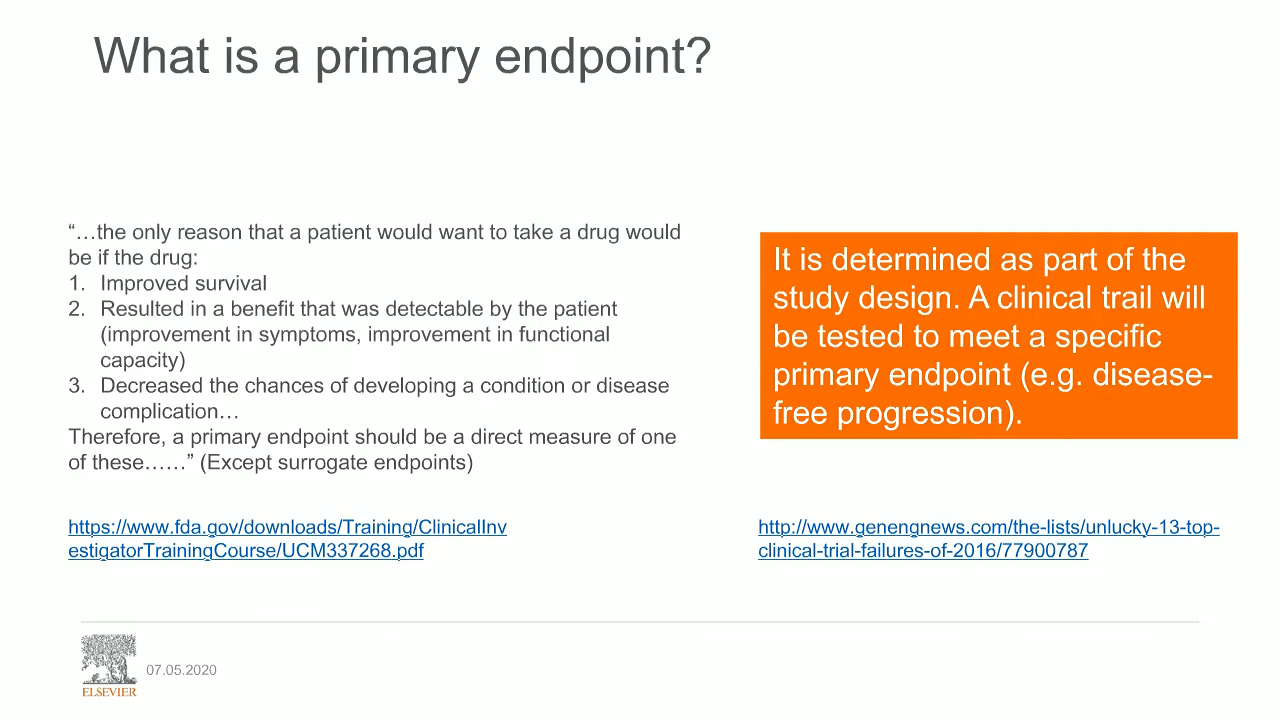 What is a primary endpoint?
“…the only reason that a patient would want to take a drug would
be if the drug:
1. Improved survival
2. Resulted in a benefit that was detectable by the patient
(improvement in symptoms, improvement in functional
capacity)
3. Decreased the chances of developing a condition or disease
complication…
Therefore, a primary endpoint should be a direct measure of one
of these……” (Except surrogate endpoints)
https://www.fda.gov/downloads/Training/ClinicalInv
estigatorTrainingCourse/UCM337268.pdf
It is determined as part of the
study design. A clinical trail will
be tested to meet a specific
primary endpoint (e.g. disease-
free progression).
http://www.genengnews.com/the-lists/unlucky-13-top-
clinical-trial-failures-of-2016/77900787
ELSEVIER
07.05.2020